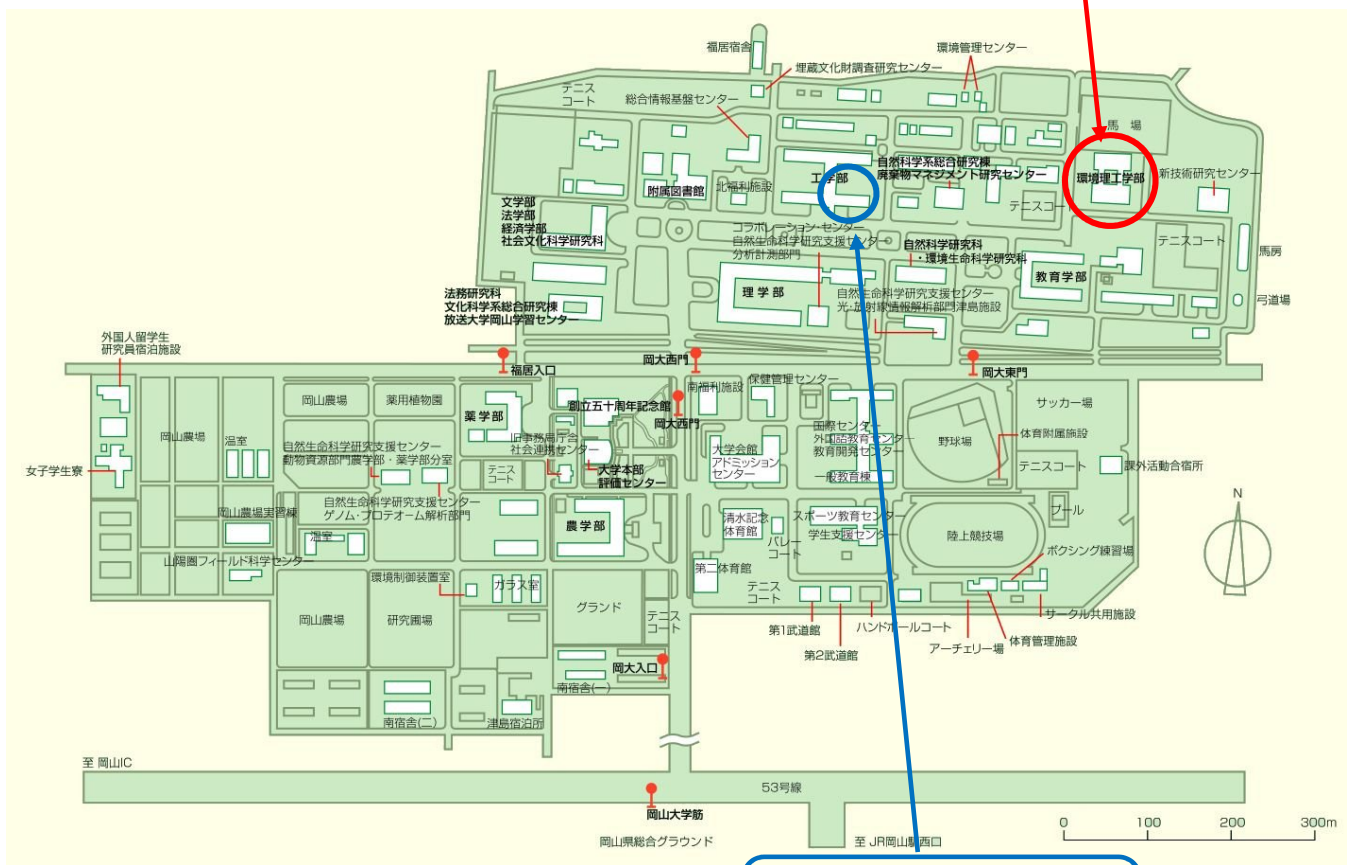 福居宿舎
環境管理センター
埋蔵文化財調査研究センター
テニス
コート
総合情報基盤センター
馬 場
自然科学系総合研究棟
廃棄物マネジメント研究センター
工学部
環境理工学部
新技術研究センター
附属図書館
北福利施設
文学部
法学部
経済学部
社会文化科学研究科
テニスコート
コラボレーション・センター
自然生命科学研究支援センター
分析計測部門
自然科学研究科
・環境生命科学研究科
テニスコート
馬房
教育学部
理学部
法務研究科
文化科学系総合研究棟
放送大学岡山学習センター
自然生命科学研究支援センター
光・放射線情報解析部門津島施設
弓道場
外国人留学生
研究員宿泊施設
福居入口
岡大西門
岡大東門
南福利施設
保健管理センター
岡山農場
薬用植物園
薬学部
創立五十周年記念館
岡大西門
サッカー場
岡山農場
温室
自然生命科学研究支援センター
動物資源部門農学部・薬学部分室
旧事務局庁舎
社会連携センター
大学会館
アドミッション
センター
国際センター
外国語教育センター
教育開発センター
野球場
体育附属施設
女子学生寮
テニス
コート
大学本部
評価センター
一般教育棟
テニスコート
課外活動合宿所
自然生命科学研究支援センター
ゲノム・プロテオーム解析部門
N
岡山農場実習棟
温室
農学部
清水記念
体育館
バレー
コート
スポーツ教育センター
学生支援センター
プール
陸上競技場
山陽圏フィールド科学センター
ボクシング練習場
環境制御装置室
ガラス室
第二体育館
テニス
コート
岡山農場
研究圃場
グランド
テニス
コート
第1武道館
第2武道館
ハンドボールコート
アーチェリー場
体育管理施設
サークル共用施設
岡大入口
南宿舎(一)
南宿舎(二)
津島宿泊所
至 岡山IC
53号線
岡山大学筋
岡山県総合グラウンド
至 JR岡山駅西口
0 100 200 300m